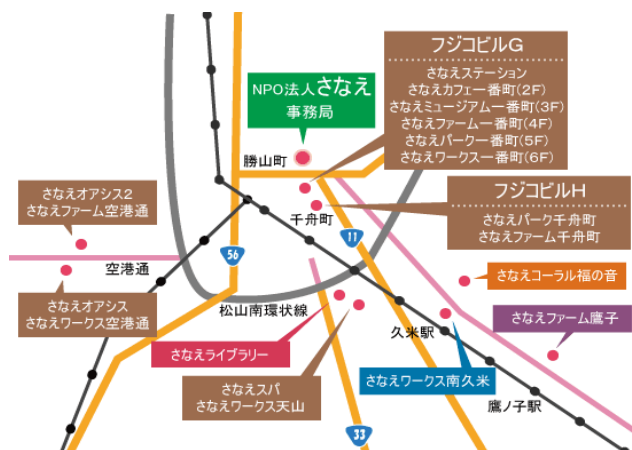 フジコビルG
さなえステーション
さなえカフェ一番町(2F)
さなえミュージアム一番町(3F)
さなえファーム一番町(4F)
さなえパーク一番町(5F)
さなえワークス一番町(6F)
NPO法人さなえ
事務局
勝山町
フジコビルH
さなえパーク千舟町
さなえファーム千舟町
千舟町
さなえオアシス2
さなえファーム空港通
11
56
空港通
さなえコーラル福の音
さなえオアシス
さなえワークス空港通
松山南環状線
久米駅
さなえファーム鷹子
さなえライブラリー
さなえワークス南久米
さなえスパ
さなえワークス天山
鷹ノ子駅
33